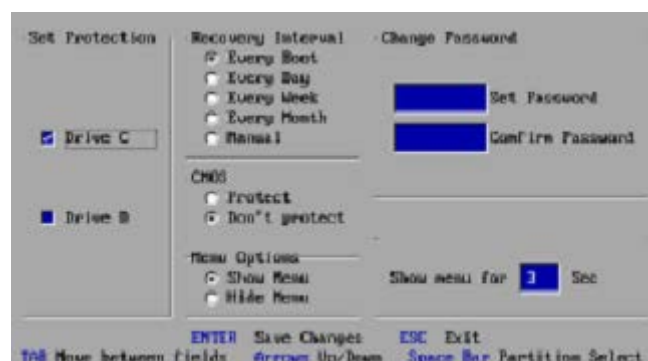 Set Protection
Drive C
Drive D
Recovery Interval
Every Boot
Every Day
Every Week
Every Month
Manual
CMOS
Protect
Don't protect
Menu Options
Show Menu
Hide Menu
Change Password
Set Password
Confirm Password
Show menu for 3 Sec
ENTER Save Changes ESC Exit
TAB Move between fields Arrows Up/Down Space Bar Partition Select